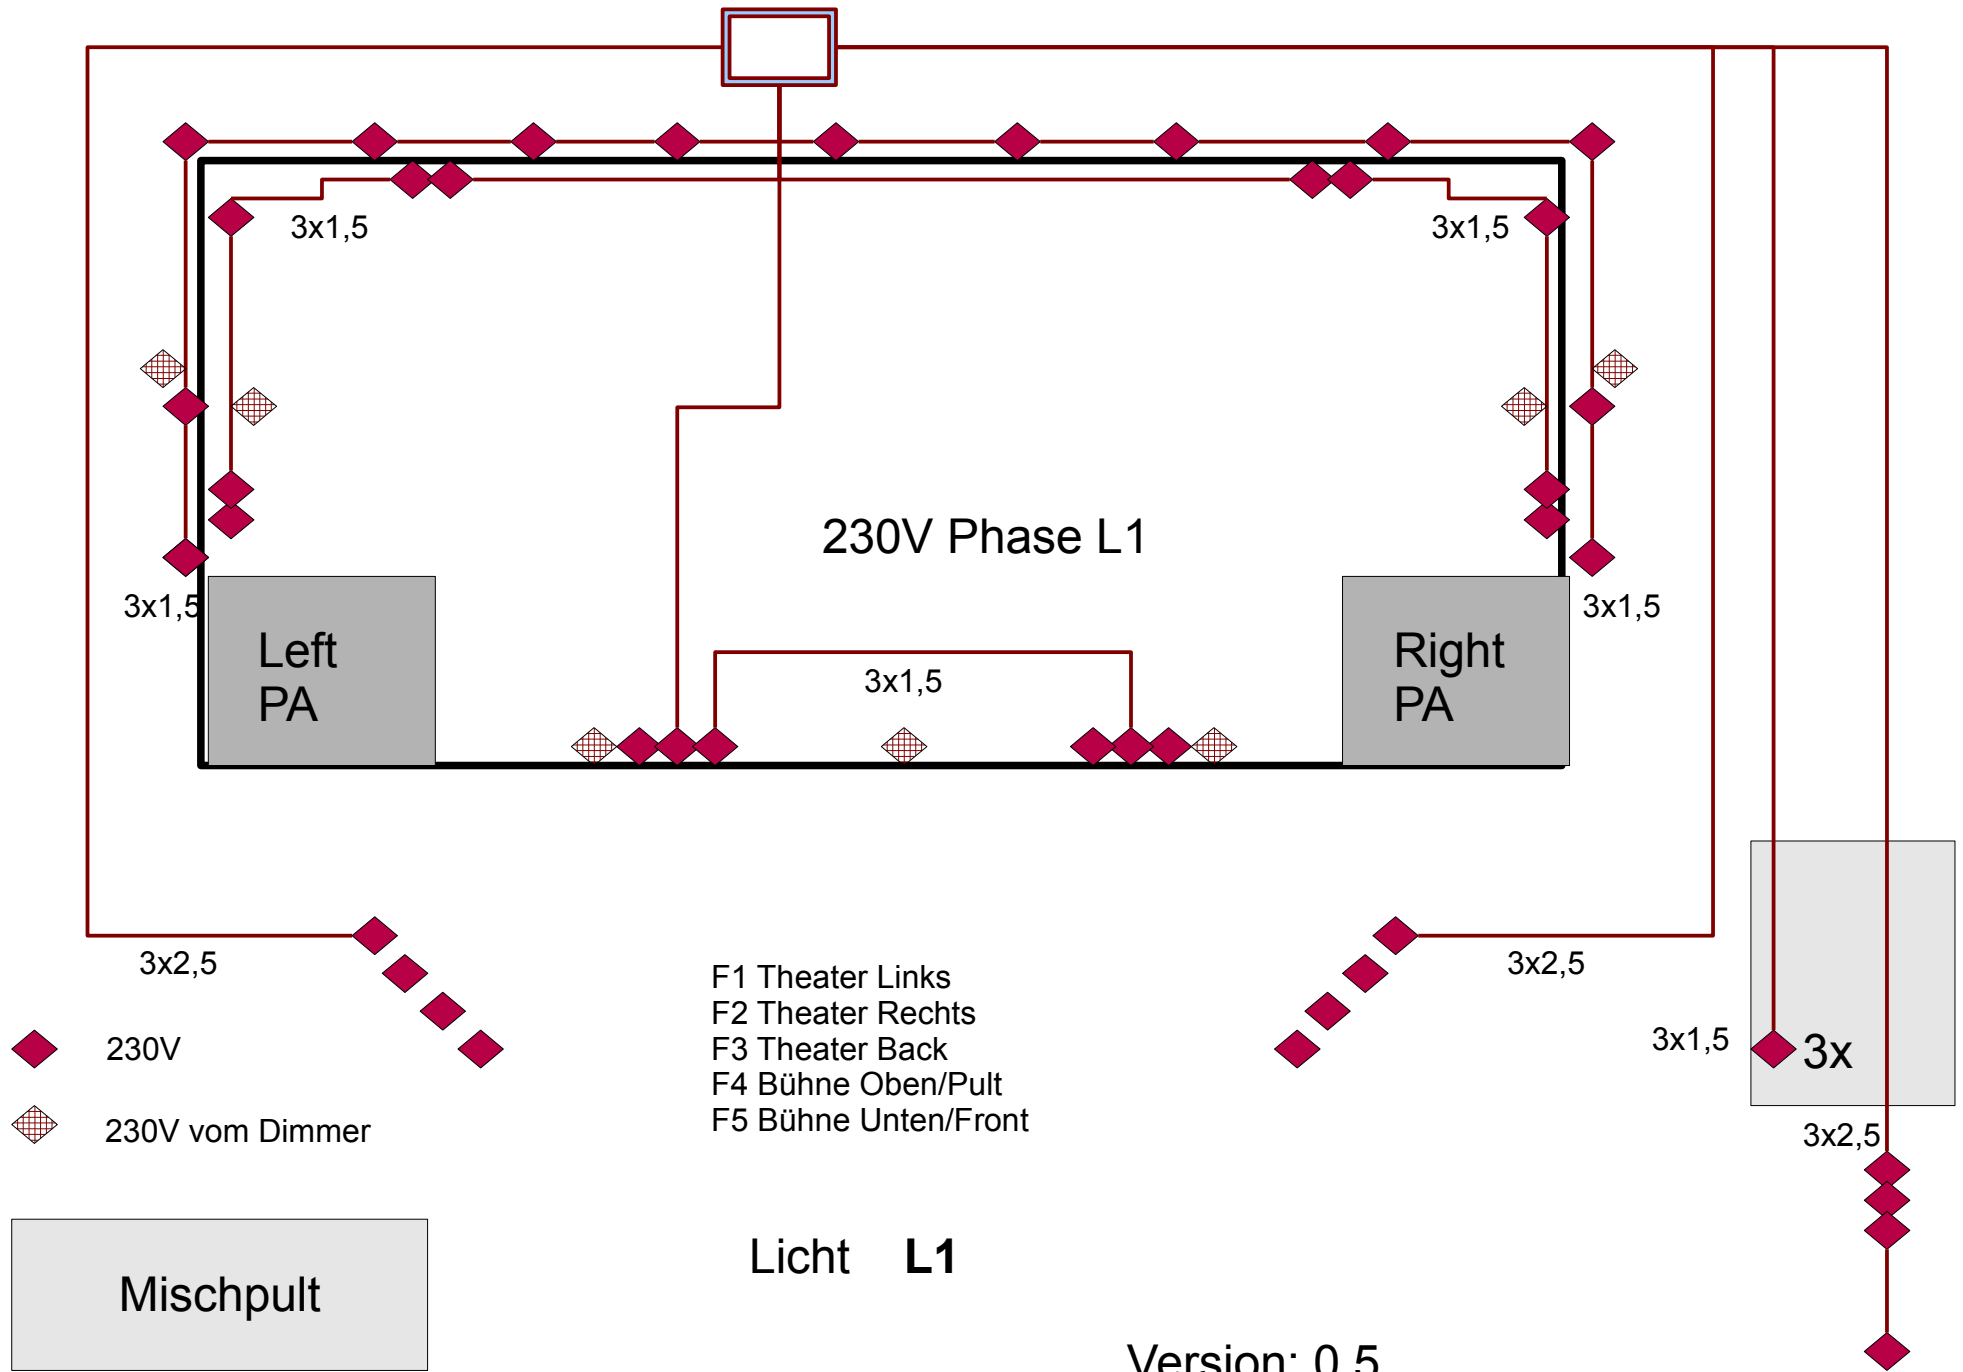 3x1,5
3x1,5
230V Phase L1
3x1,5
3x1,5
Left
PA
Right
PA
3x1,5
3x2,5
3x2,5
F1 Theater Links
F2 Theater Rechts
F3 Theater Back
F4 Bühne Oben/Pult
F5 Bühne Unten/Front
3x1,5
3x
230V
230V vom Dimmer
3x2,5
Licht L1
Mischpult
Version: 0.5